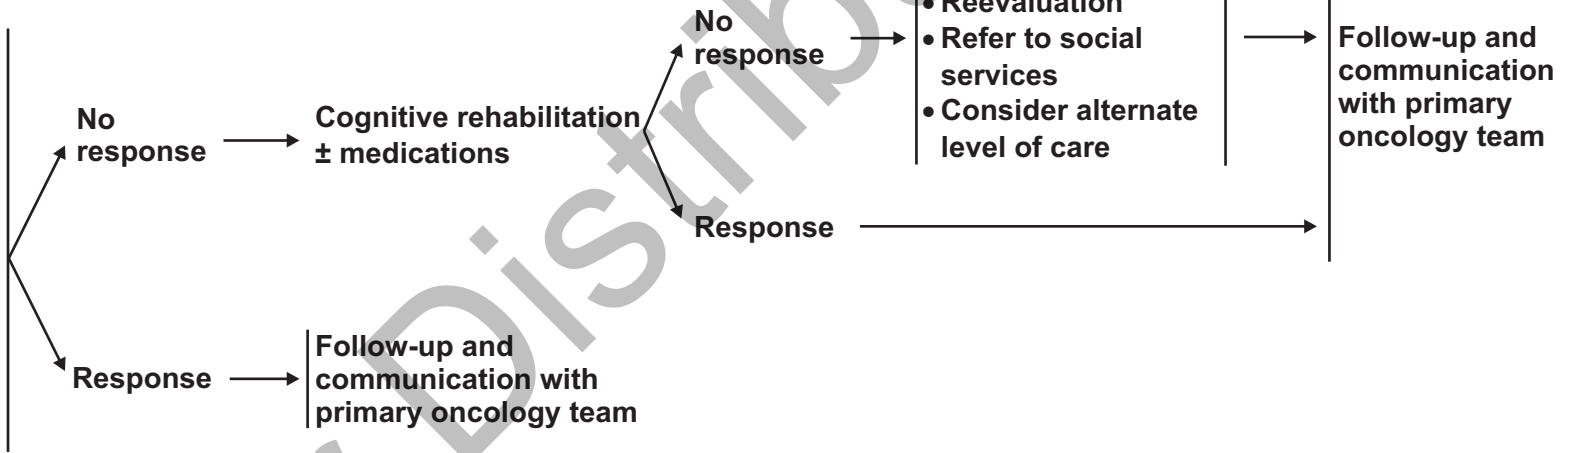 No
response
Cognitive rehabilitation
± medications
No
response
• Reevaluation
• Refer to social
services
• Consider alternate
level of care
Follow-up and
communication
with primary
oncology team
Response
Response
Follow-up and
communication with
primary oncology team